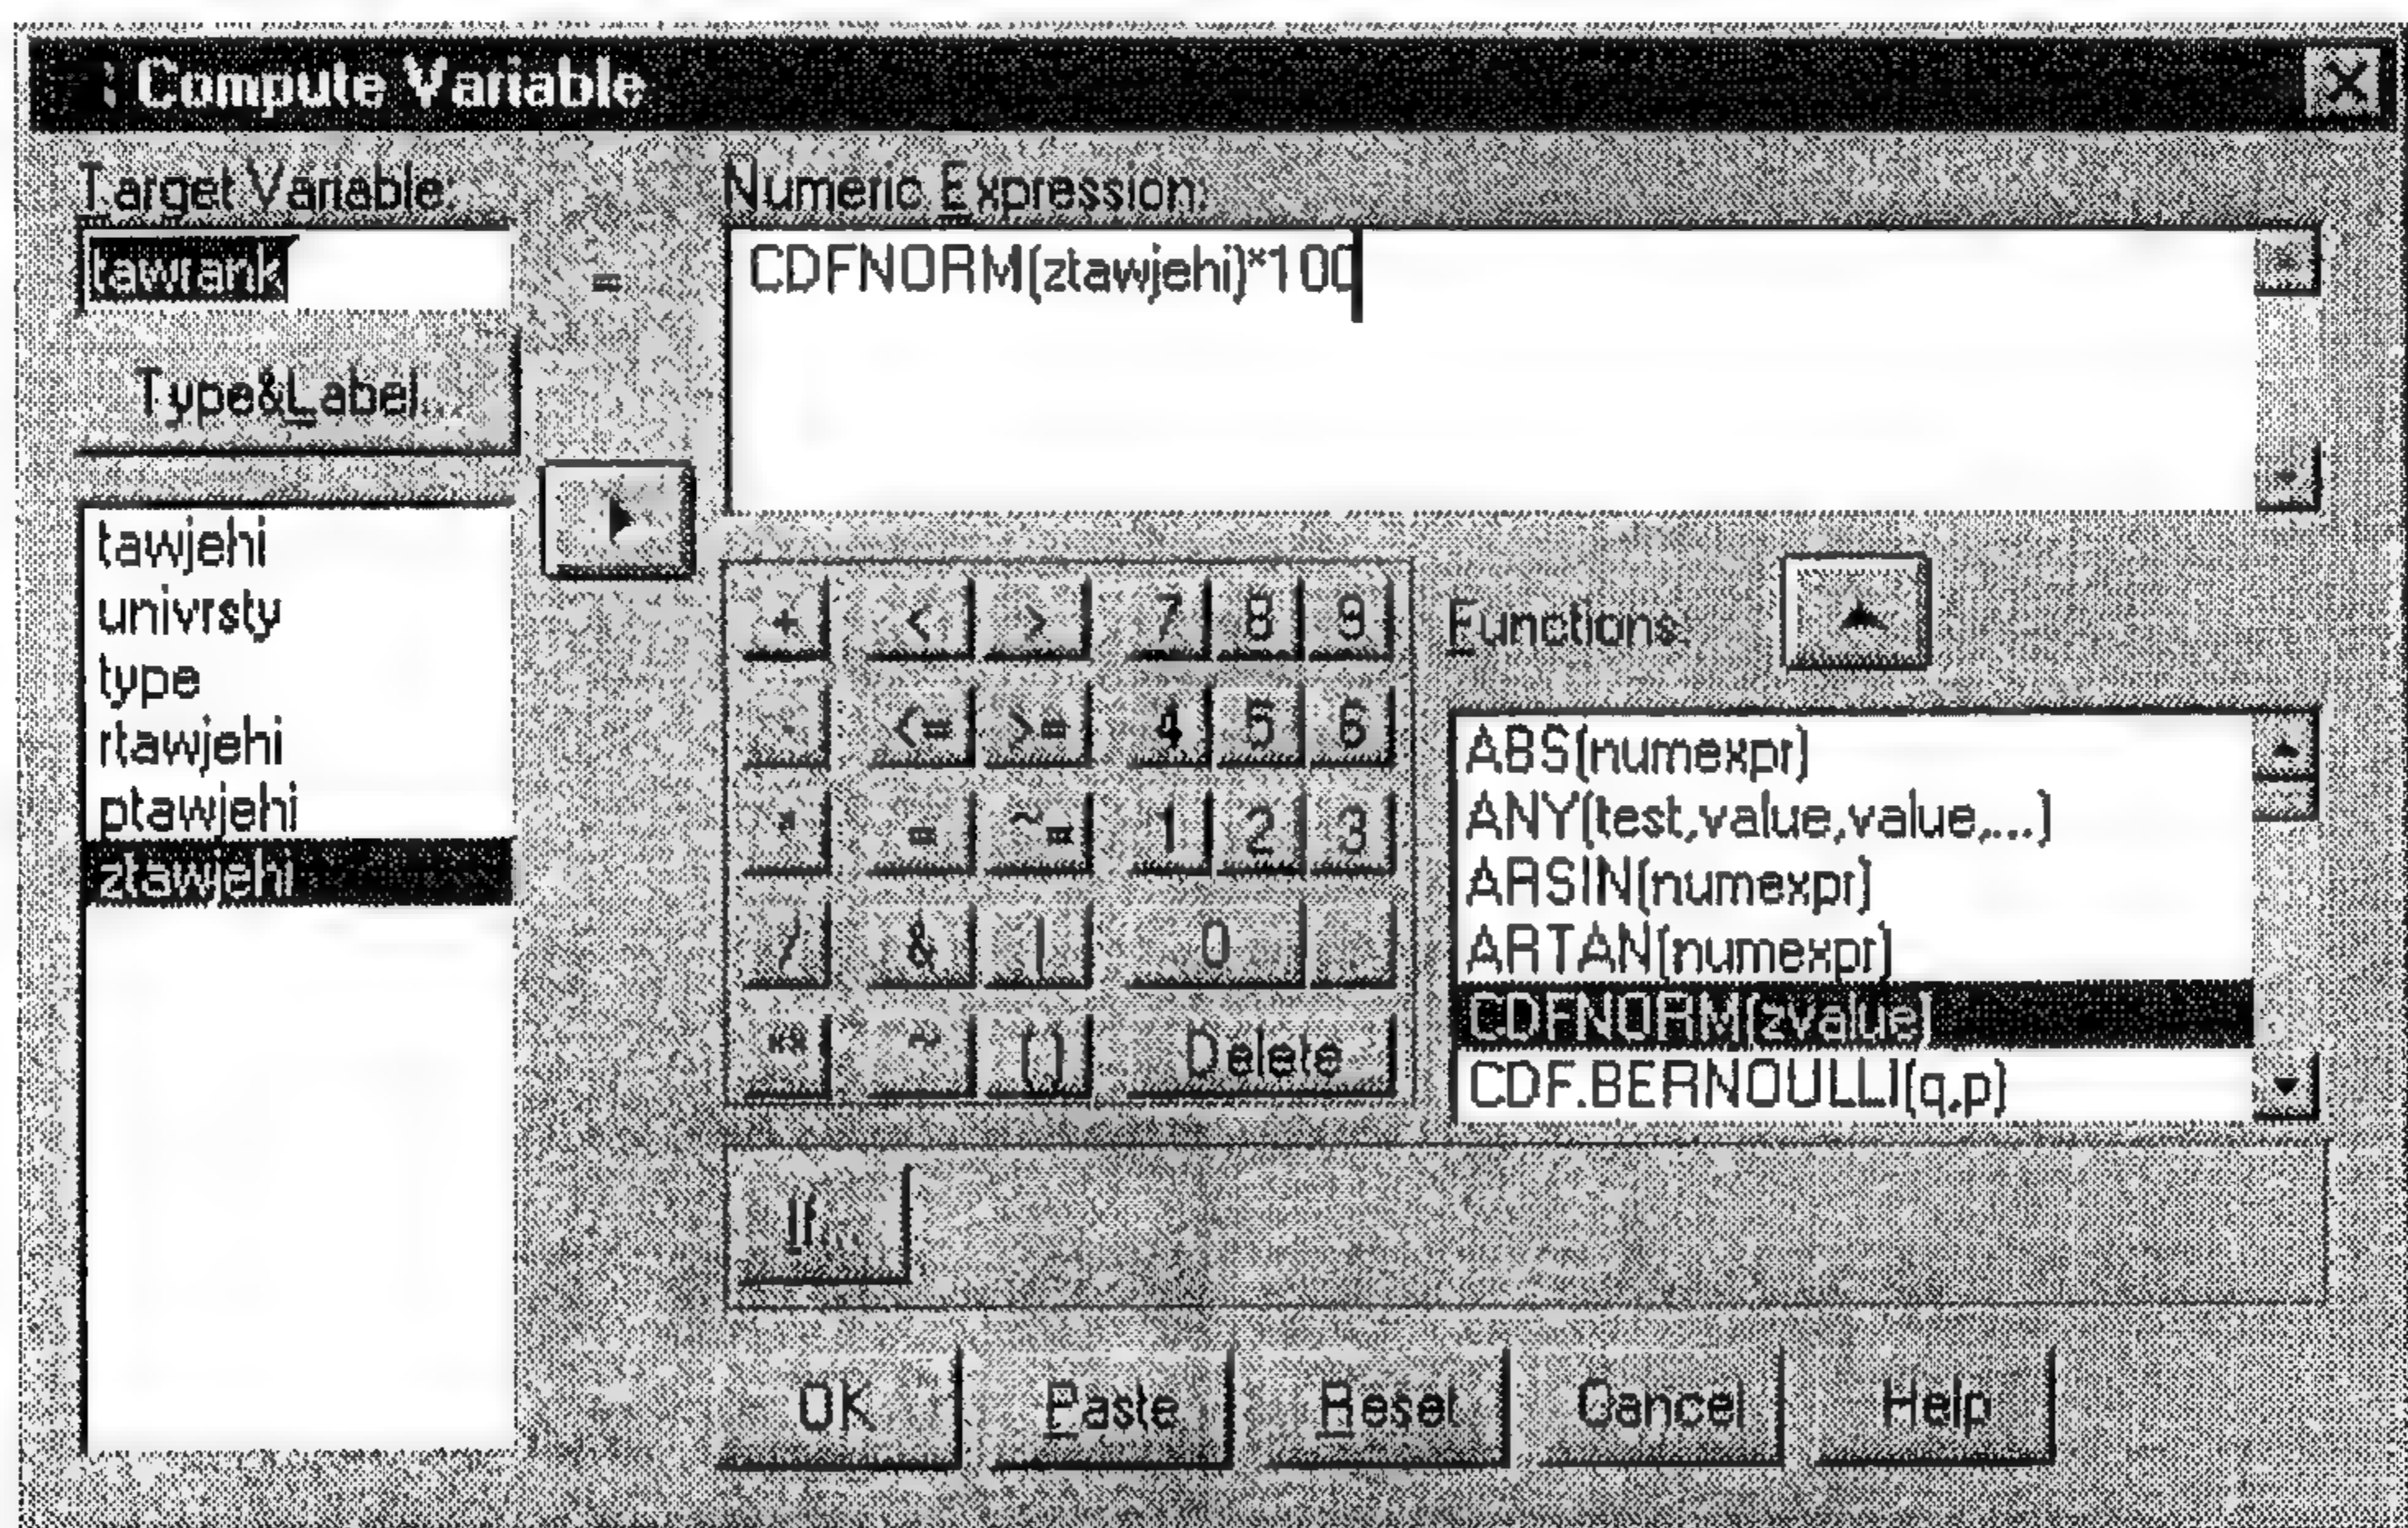 Compute Variable
Target Variable:
tawrank
=
Numeric Expression:
CDFNORM(ztawjehi)*100
Type&Label...
tawjehi
univrsty
type
rtawjehi
ptawjehi
ztawjehi
+ < > 7 8 9
- <= >= 4 5 6
* = ~= 1 2 3
/ & | 0 .
** ~ () Delete
Functions:
ABS(numexpr)
ANY(test,value,value,...)
ARSIN(numexpr)
ARTAN(numexpr)
CDFNORM(zvalue)
CDF.BERNOULLI(q,p)
If...
OK Paste Reset Cancel Help